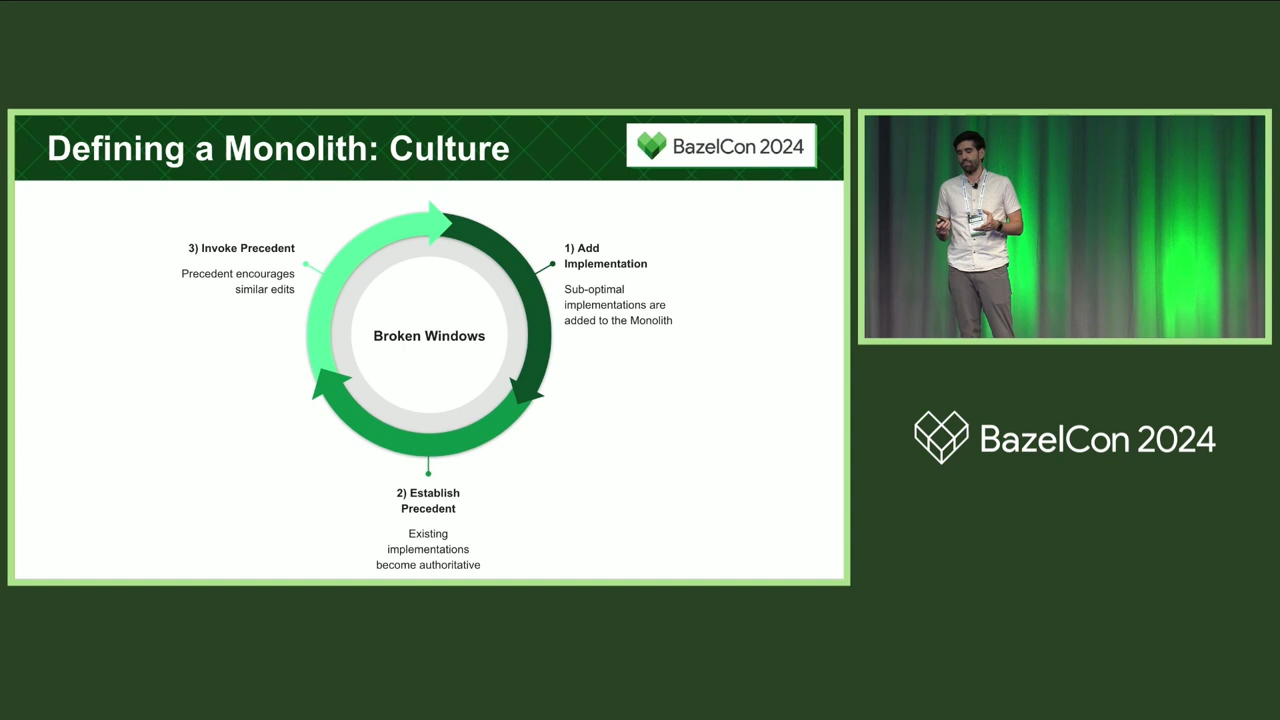 Defining a Monolith: Culture
BazelCon 2024
3) Invoke Precedent
Precedent encourages
similar edits
1) Add
Implementation
Sub-optimal
implementations are
added to the Monolith
Broken Windows
2) Establish
Precedent
Existing
implementations
become authoritative
BazelCon 2024